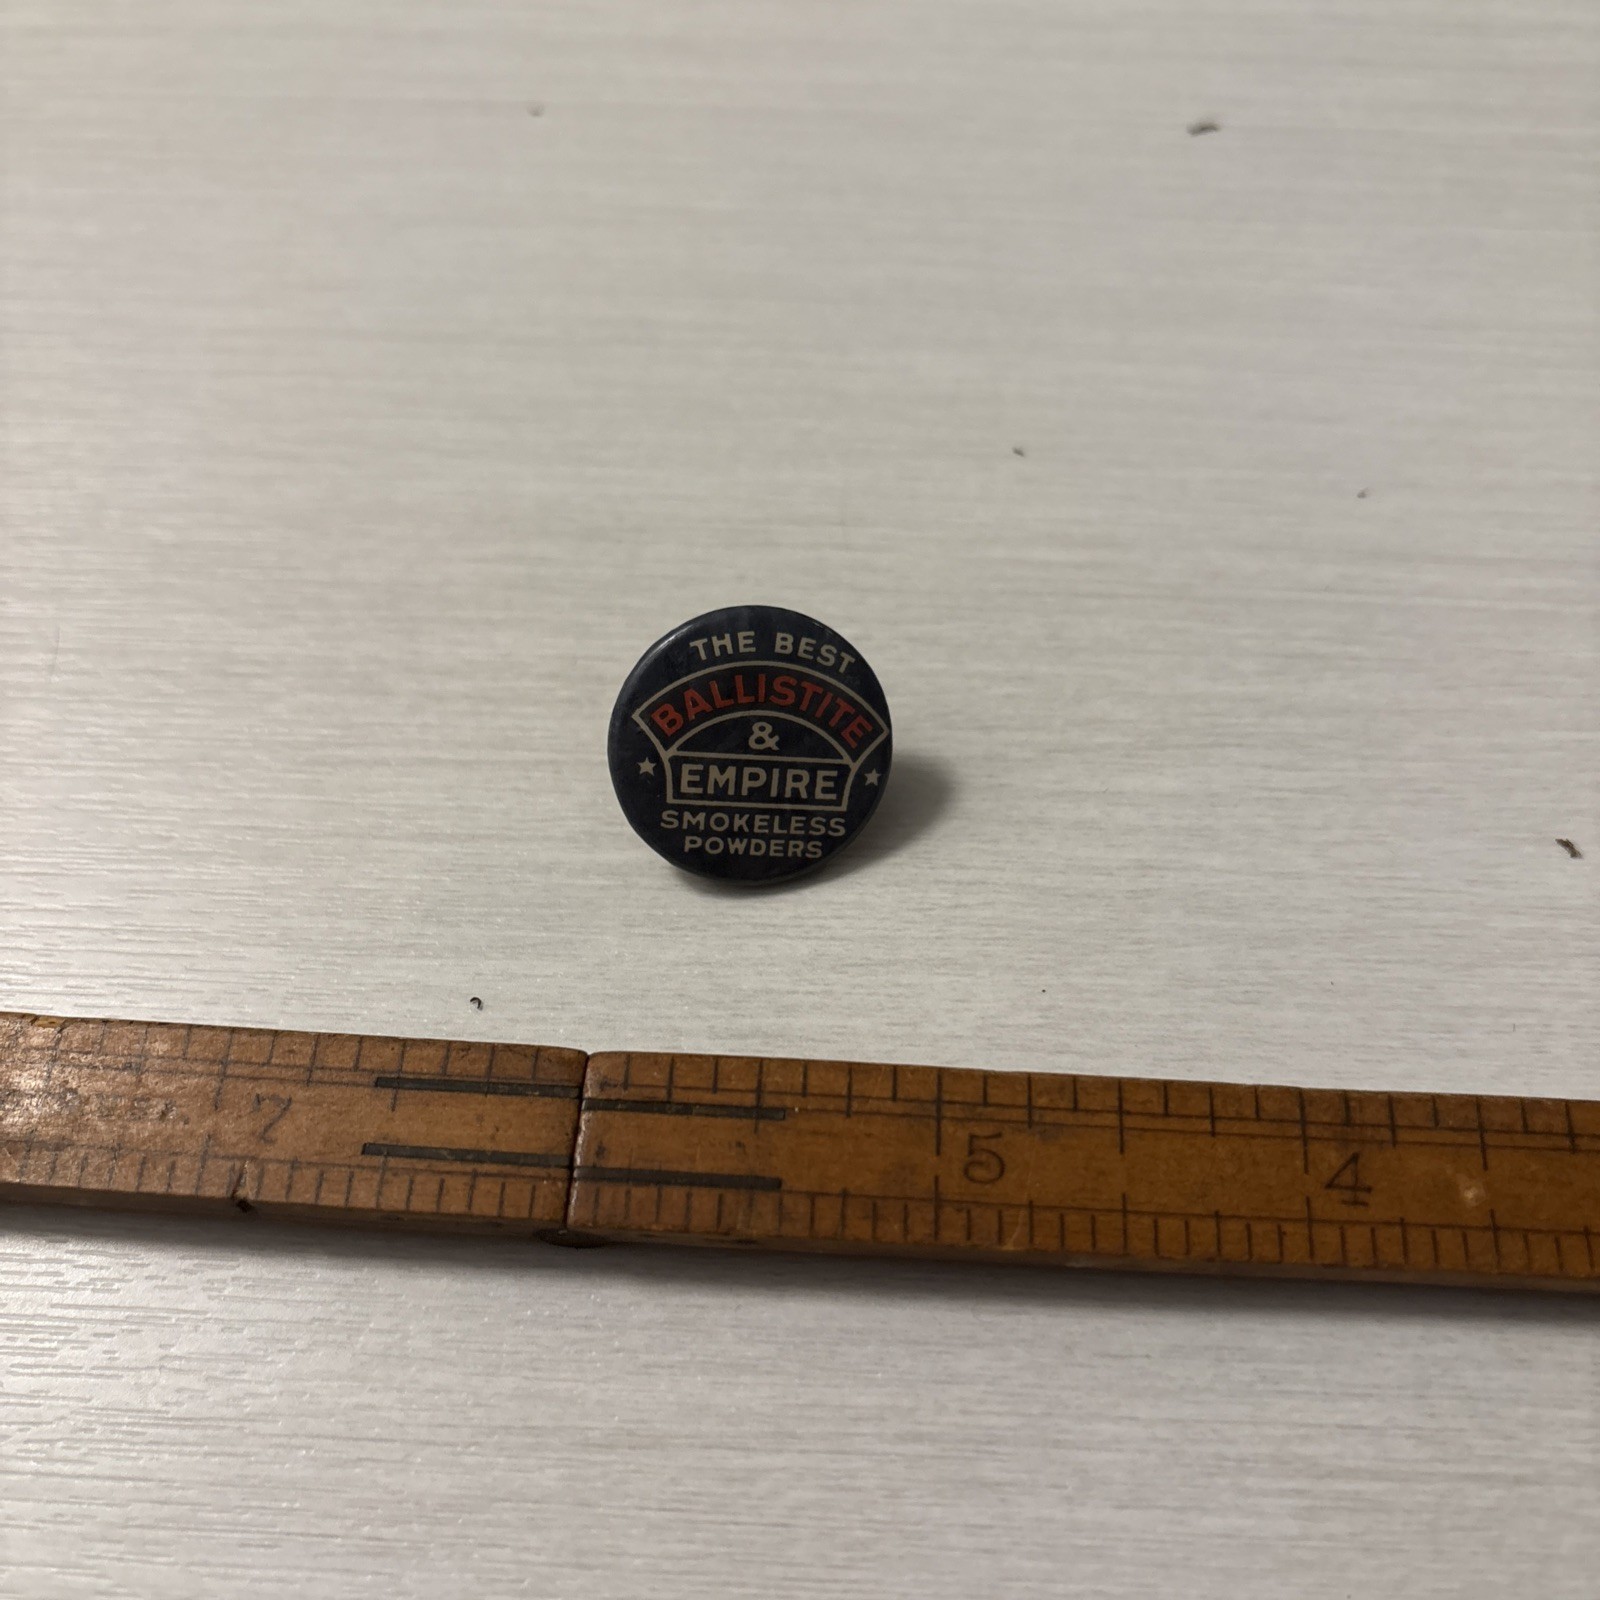 THE BEST
BALLISTITE
&
EMPIRE
SMOKELESS
POWDERS
7
5
4